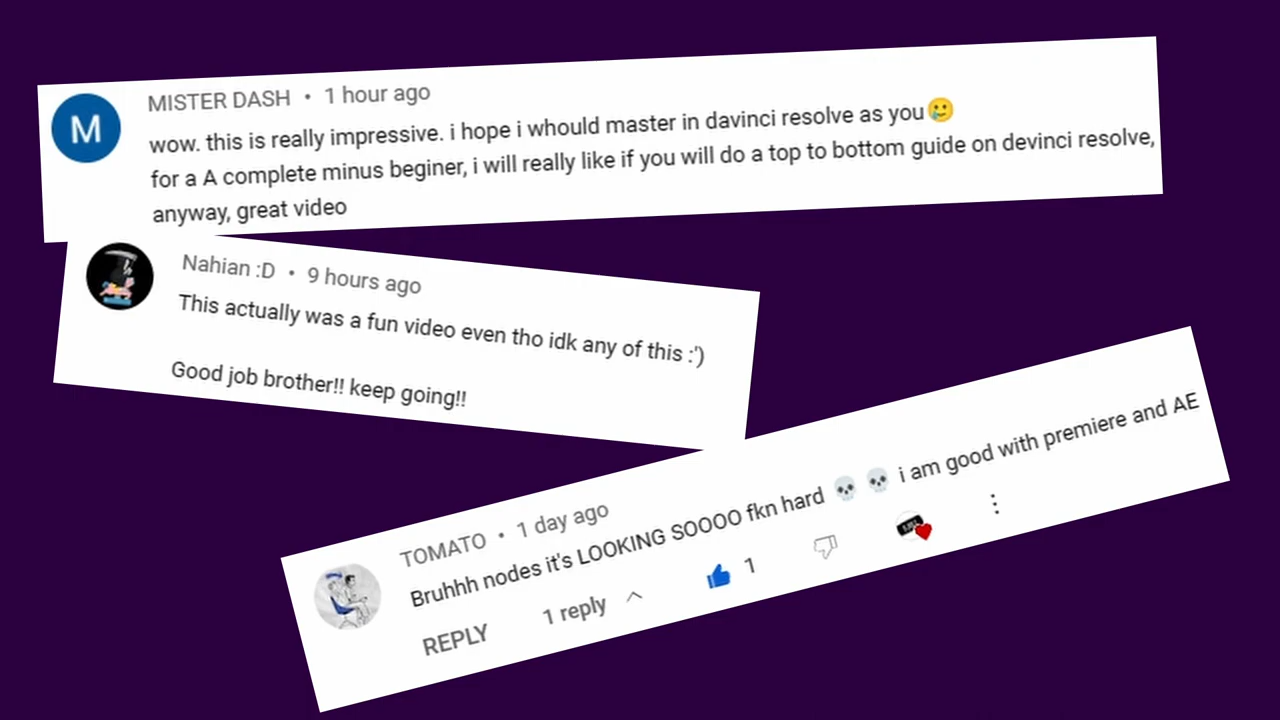 M
MISTER DASH • 1 hour ago
wow. this is really impressive. i hope i whould master in davinci resolve as you🥲
for a A complete minus beginer, i will really like if you will do a top to bottom guide on devinci resolve,
anyway, great video
Nahian :D • 9 hours ago
This actually was a fun video even tho idk any of this :')
Good job brother!! keep going!!
TOMATO • 1 day ago
Bruhhh nodes it's LOOKING SOOOO fkn hard 💀 💀 i am good with premiere and AE
REPLY 1 reply 1